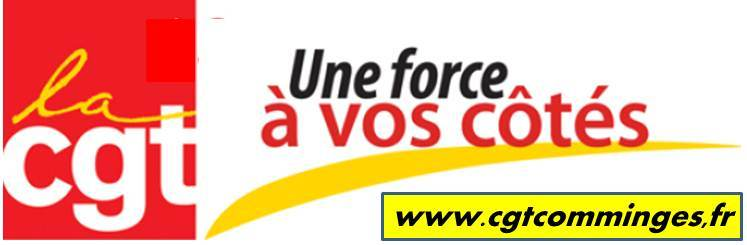 la
cgt
Une force
à vos côtés
www.cgtcomminges.fr